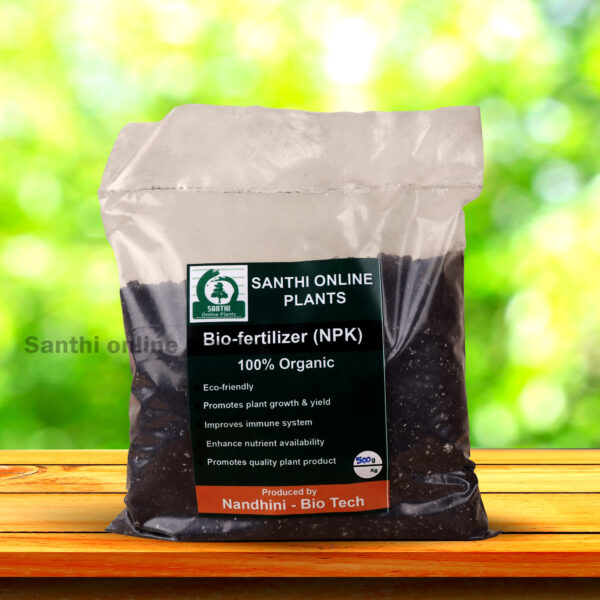 SANTHI
Online Plants
SANTHI ONLINE
PLANTS
Bio-fertilizer (NPK)
100% Organic
Eco-friendly
Promotes plant growth & yield
Improves immune system
Enhance nutrient availability
Promotes quality plant product
500g
Kg
Produced by
Nandhini - Bio Tech
Santhi online